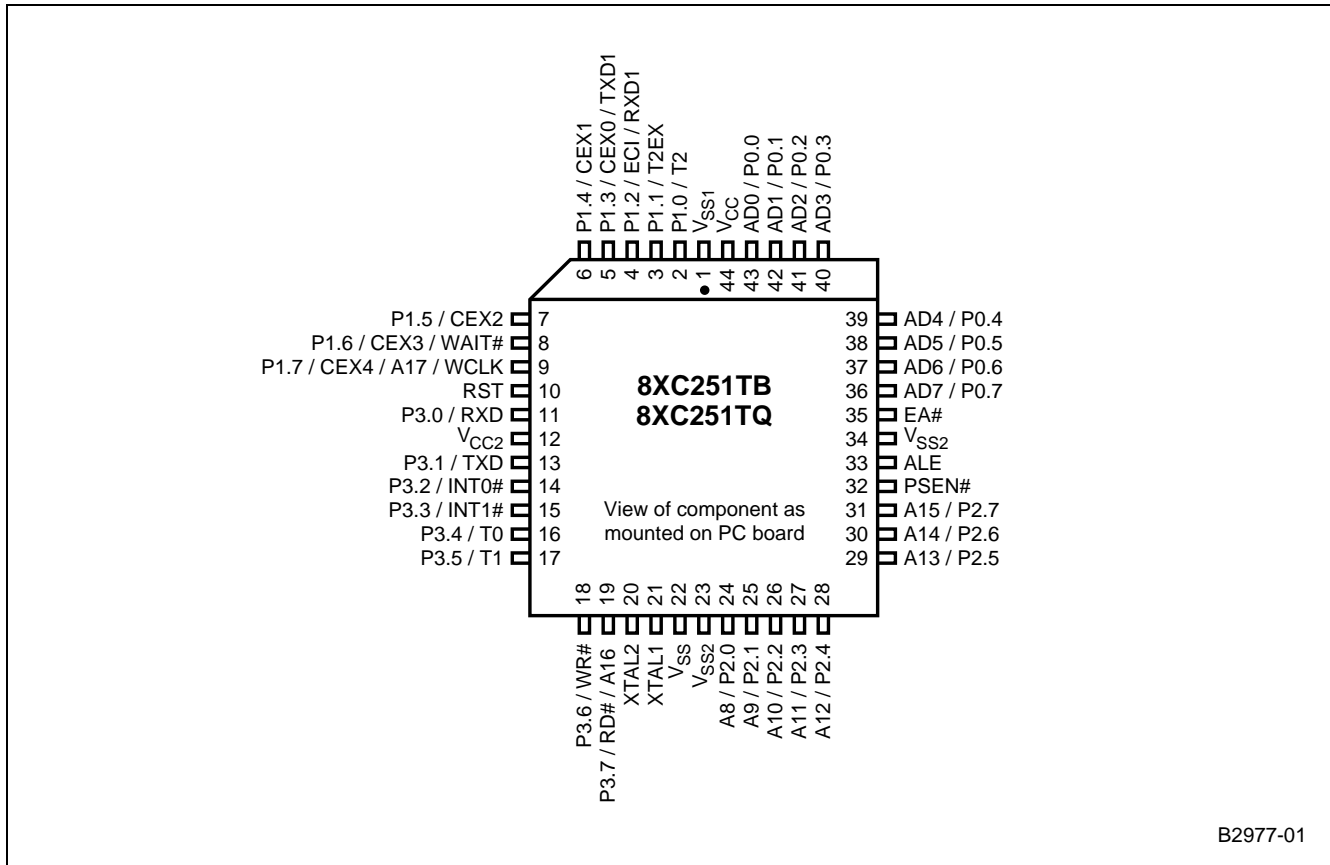 P1.4 / CEX1
P1.3 / CEX0 / TXD1
P1.2 / ECI / RXD1
P1.1 / T2EX
P1.0 / T2
VSS1
VCC
AD0 / P0.0
AD1 / P0.1
AD2 / P0.2
AD3 / P0.3
6 5 4 3 2 1 44 43 42 41 40
P1.5 / CEX2 7
P1.6 / CEX3 / WAIT# 8
P1.7 / CEX4 / A17 / WCLK 9
RST 10
P3.0 / RXD 11
VCC2 12
P3.1 / TXD 13
P3.2 / INT0# 14
P3.3 / INT1# 15
P3.4 / T0 16
P3.5 / T1 17
8XC251TB
8XC251TQ
View of component as
mounted on PC board
39 AD4 / P0.4
38 AD5 / P0.5
37 AD6 / P0.6
36 AD7 / P0.7
35 EA#
34 VSS2
33 ALE
32 PSEN#
31 A15 / P2.7
30 A14 / P2.6
29 A13 / P2.5
18 19 20 21 22 23 24 25 26 27 28
P3.6 / WR#
P3.7 / RD# / A16
XTAL2
XTAL1
VSS
VSS2
A8 / P2.0
A9 / P2.1
A10 / P2.2
A11 / P2.3
A12 / P2.4
B2977-01